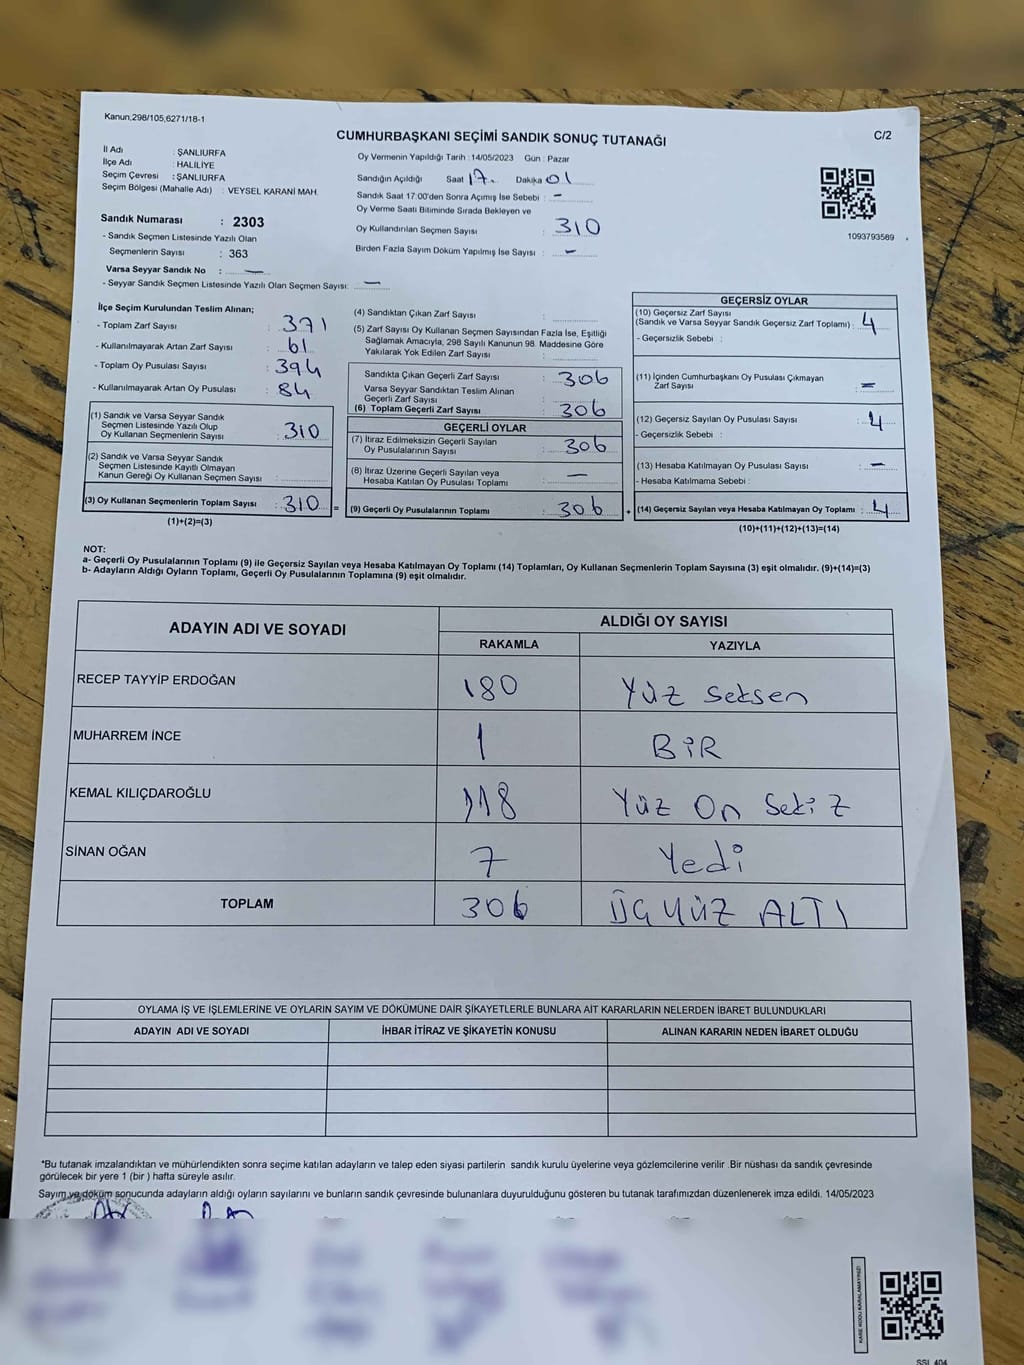 Kanun,298/105,6271/18-1
CUMHURBAŞKANI SEÇİMİ SANDIK SONUÇ TUTANAĞI
C/2
İl Adı : ŞANLIURFA
İlçe Adı : HALİLİYE
Seçim Çevresi : ŞANLIURFA
Seçim Bölgesi (Mahalle Adı) : VEYSEL KARANİ MAH.
Sandık Numarası : 2303
- Sandık Seçmen Listesinde Yazılı Olan
Seçmenlerin Sayısı : 363
Varsa Seyyar Sandık No : —
- Seyyar Sandık Seçmen Listesinde Yazılı Olan Seçmen Sayısı: —
Oy Vermenin Yapıldığı Tarih : 14/05/2023 Gün : Pazar
Sandığın Açıldığı Saat 17. Dakika 01
Sandık Saat 17:00'den Sonra Açımış İse Sebebi : —
Oy Verme Saati Bitiminde Sırada Bekleyen ve
Oy Kullandırılan Seçmen Sayısı : 310
Birden Fazla Sayım Döküm Yapılmış İse Sayısı : —
1093793589
İlçe Seçim Kurulundan Teslim Alınan;
- Toplam Zarf Sayısı : 371
- Kullanılmayarak Artan Zarf Sayısı : 61
- Toplam Oy Pusulası Sayısı : 394
- Kullanılmayarak Artan Oy Pusulası : 84
(1) Sandık ve Varsa Seyyar Sandık
Seçmen Listesinde Yazılı Olup
Oy Kullanan Seçmenlerin Sayısı : 310
(2) Sandık ve Varsa Seyyar Sandık
Seçmen Listesinde Kayıtlı Olmayan
Kanun Gereği Oy Kullanan Seçmen Sayısı :
(3) Oy Kullanan Seçmenlerin Toplam Sayısı : 310 =
(1)+(2)=(3)
(4) Sandıktan Çıkan Zarf Sayısı :
(5) Zarf Sayısı Oy Kullanan Seçmen Sayısından Fazla İse, Eşitliği
Sağlamak Amacıyla, 298 Sayılı Kanunun 98. Maddesine Göre
Yakılarak Yok Edilen Zarf Sayısı :
Sandıkta Çıkan Geçerli Zarf Sayısı : 306
Varsa Seyyar Sandıktan Teslim Alınan
Geçerli Zarf Sayısı :
(6) Toplam Geçerli Zarf Sayısı : 306
GEÇERLİ OYLAR
(7) İtiraz Edilmeksizin Geçerli Sayılan
Oy Pusulalarının Sayısı : 306
(8) İtiraz Üzerine Geçerli Sayılan veya
Hesaba Katılan Oy Pusulası Toplamı : —
(9) Geçerli Oy Pusulalarının Toplamı : 306 +
GEÇERSİZ OYLAR
(10) Geçersiz Zarf Sayısı
(Sandık ve Varsa Seyyar Sandık Geçersiz Zarf Toplamı) : 4
- Geçersizlik Sebebi :
(11) İçinden Cumhurbaşkanı Oy Pusulası Çıkmayan
Zarf Sayısı : =
(12) Geçersiz Sayılan Oy Pusulası Sayısı : 4
- Geçersizlik Sebebi :
(13) Hesaba Katılmayan Oy Pusulası Sayısı : —
- Hesaba Katılmama Sebebi :
(14) Geçersiz Sayılan veya Hesaba Katılmayan Oy Toplamı : 4
(10)+(11)+(12)+(13)=(14)
NOT:
a- Geçerli Oy Pusulalarının Toplamı (9) ile Geçersiz Sayılan veya Hesaba Katılmayan Oy Toplamı (14) Toplamları, Oy Kullanan Seçmenlerin Toplam Sayısına (3) eşit olmalıdır. (9)+(14)=(3)
b- Adayların Aldığı Oyların Toplamı, Geçerli Oy Pusulalarının Toplamına (9) eşit olmalıdır.
ADAYIN ADI VE SOYADI ALDIĞI OY SAYISI
RAKAMLA YAZIYLA
RECEP TAYYİP ERDOĞAN 180 Yüz seksen
MUHARREM İNCE 1 BİR
KEMAL KILIÇDAROĞLU 118 Yüz On Sekiz
SİNAN OĞAN 7 Yedi
TOPLAM 306 ÜÇ YÜZ ALTI
OYLAMA İŞ VE İŞLEMLERİNE VE OYLARIN SAYIM VE DÖKÜMÜNE DAİR ŞİKAYETLERLE BUNLARA AİT KARARLARIN NELERDEN İBARET BULUNDUKLARI
ADAYIN ADI VE SOYADI İHBAR İTİRAZ VE ŞİKAYETİN KONUSU ALINAN KARARIN NEDEN İBARET OLDUĞU
*Bu tutanak imzalandıktan ve mühürlendikten sonra seçime katılan adayların ve talep eden siyasi partilerin sandık kurulu üyelerine veya gözlemcilerine verilir .Bir nüshası da sandık çevresinde
görülecek bir yere 1 (bir ) hafta süreyle asılır.
Sayım ve döküm sonucunda adayların aldığı oyların sayılarını ve bunların sandık çevresinde bulunanlara duyurulduğunu gösteren bu tutanak tarafımızdan düzenlenerek imza edildi. 14/05/2023
KARE KODU KARALAMAYINIZ!